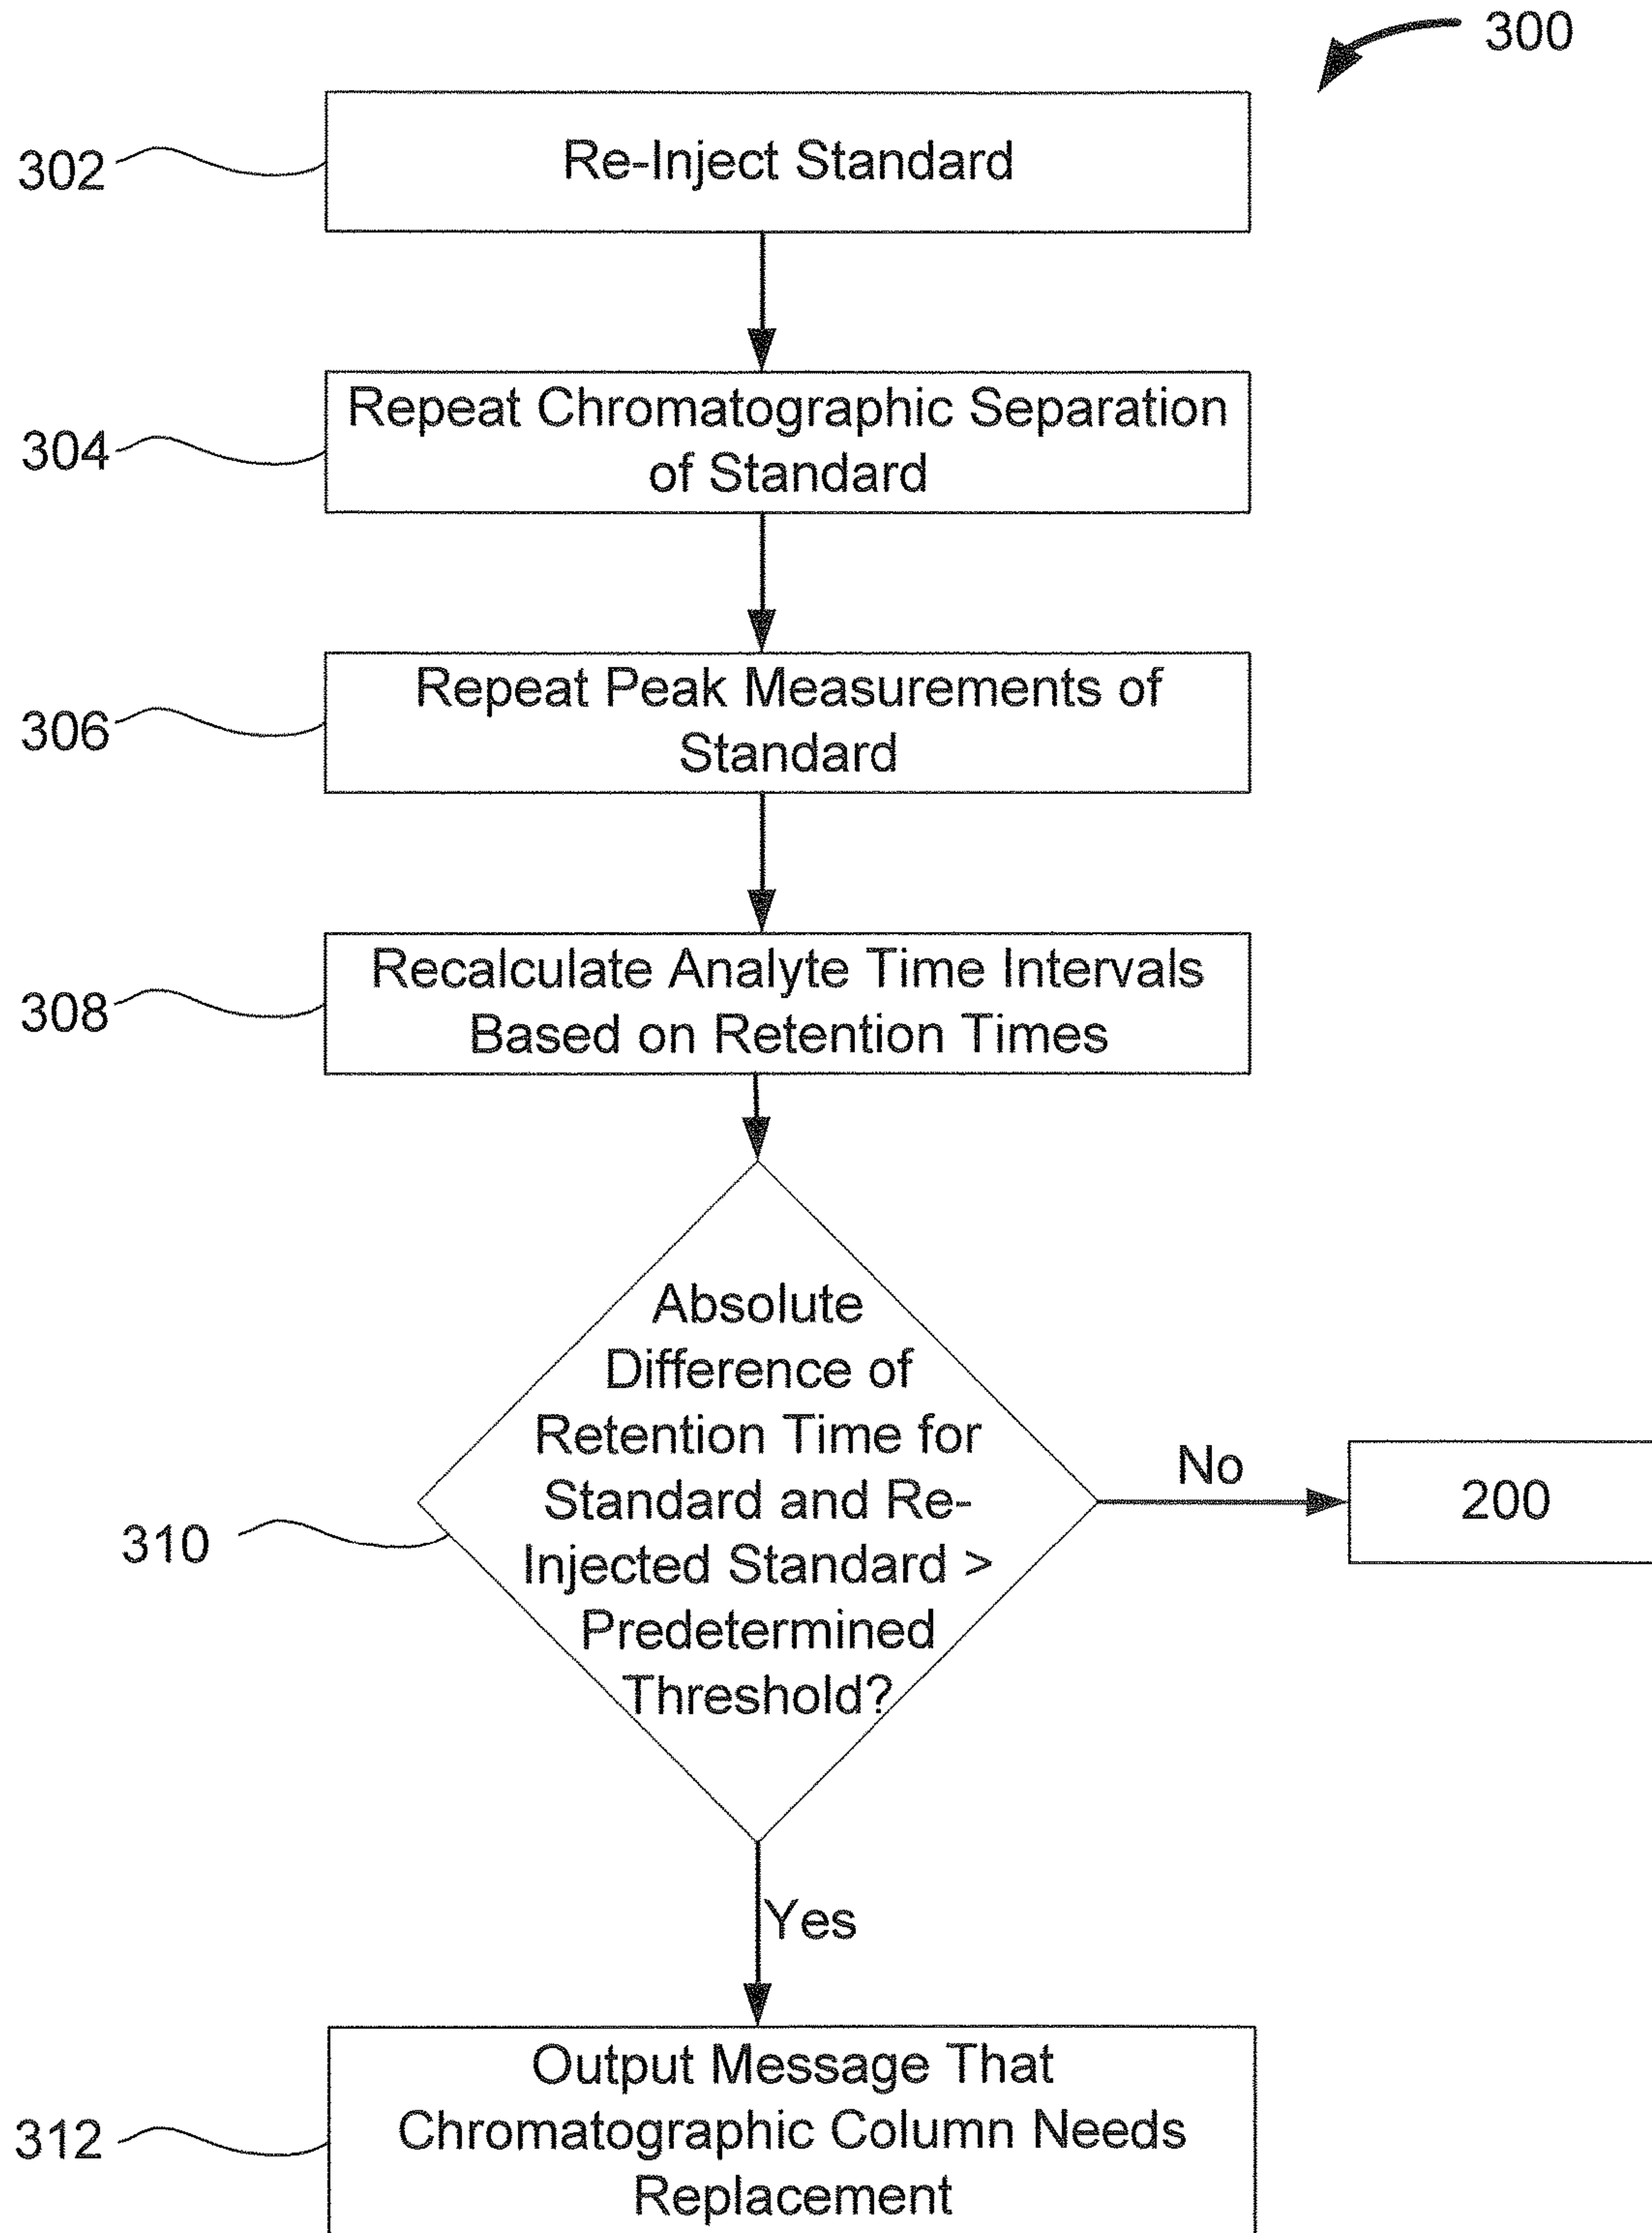 300
302
Re-Inject Standard
304
Repeat Chromatographic Separation
of Standard
306
Repeat Peak Measurements of
Standard
308
Recalculate Analyte Time Intervals
Based on Retention Times
310
Absolute
Difference of
Retention Time for
Standard and Re-
Injected Standard >
Predetermined
Threshold?
No
200
Yes
312
Output Message That
Chromatographic Column Needs
Replacement